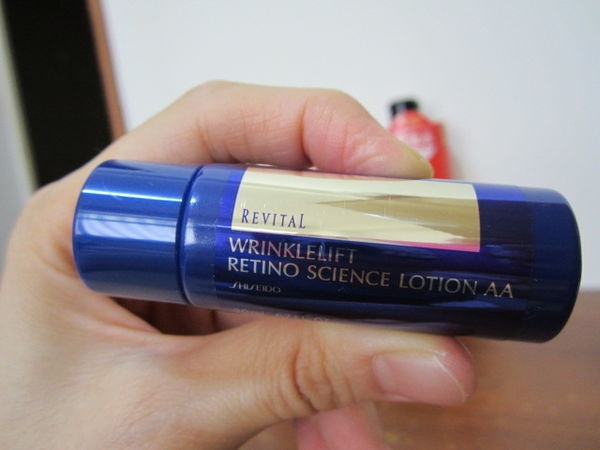 REVITAL
WRINKLELIFT
RETINO SCIENCE LOTION AA
SHISEIDO